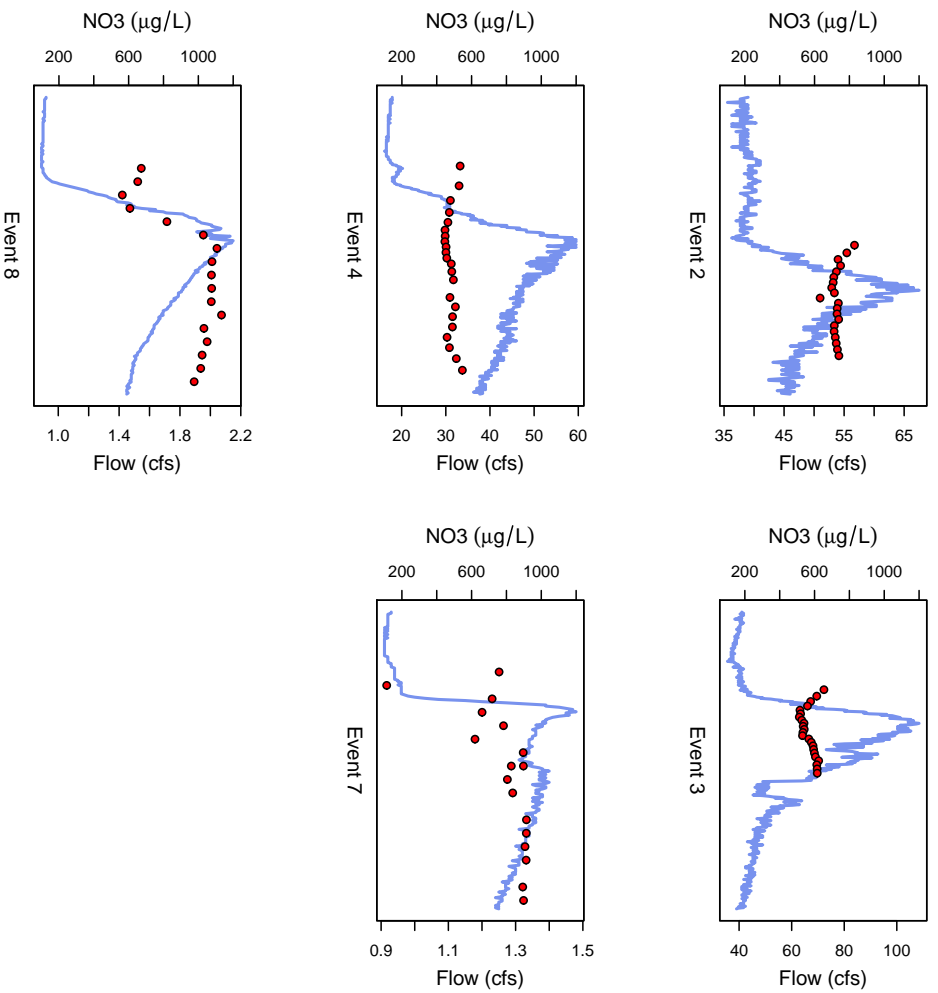 NO3 (μg/L)
200 600 1000
Event 8
1.0 1.4 1.8 2.2
Flow (cfs)
NO3 (μg/L)
200 600 1000
Event 4
20 30 40 50 60
Flow (cfs)
NO3 (μg/L)
200 600 1000
Event 2
35 45 55 65
Flow (cfs)
NO3 (μg/L)
200 600 1000
Event 7
0.9 1.1 1.3 1.5
Flow (cfs)
NO3 (μg/L)
200 600 1000
Event 3
40 60 80 100
Flow (cfs)